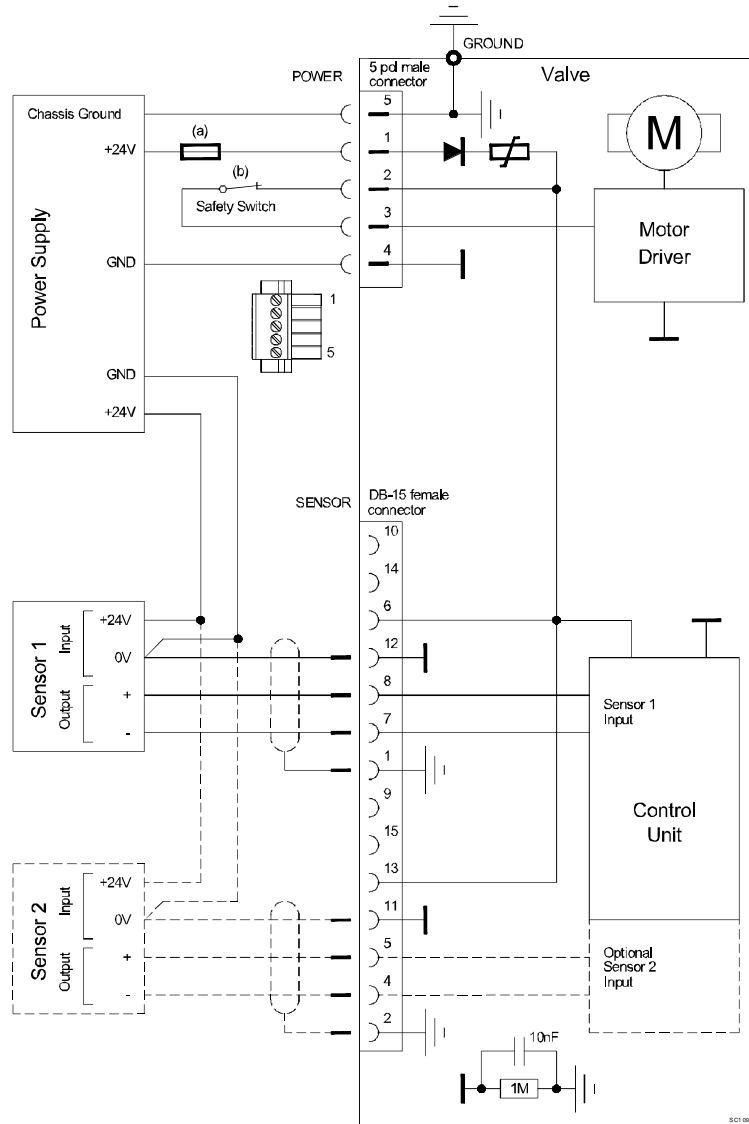 GROUND
POWER
5 pol male
connector
Valve
Chassis Ground
5
M
(a)
+24V
1
(b)
2
Safety Switch
3
Motor
Driver
Power Supply
GND
4
1
5
GND
+24V
SENSOR
DB-15 female
connector
10
14
Sensor 1
Input
+24V
6
0V
12
Output
+
8
Sensor 1
Input
-
7
1
9
Control
Unit
15
Sensor 2
Input
+24V
13
0V
11
Output
+
5
Optional
Sensor 2
Input
-
4
2
10nF
1M